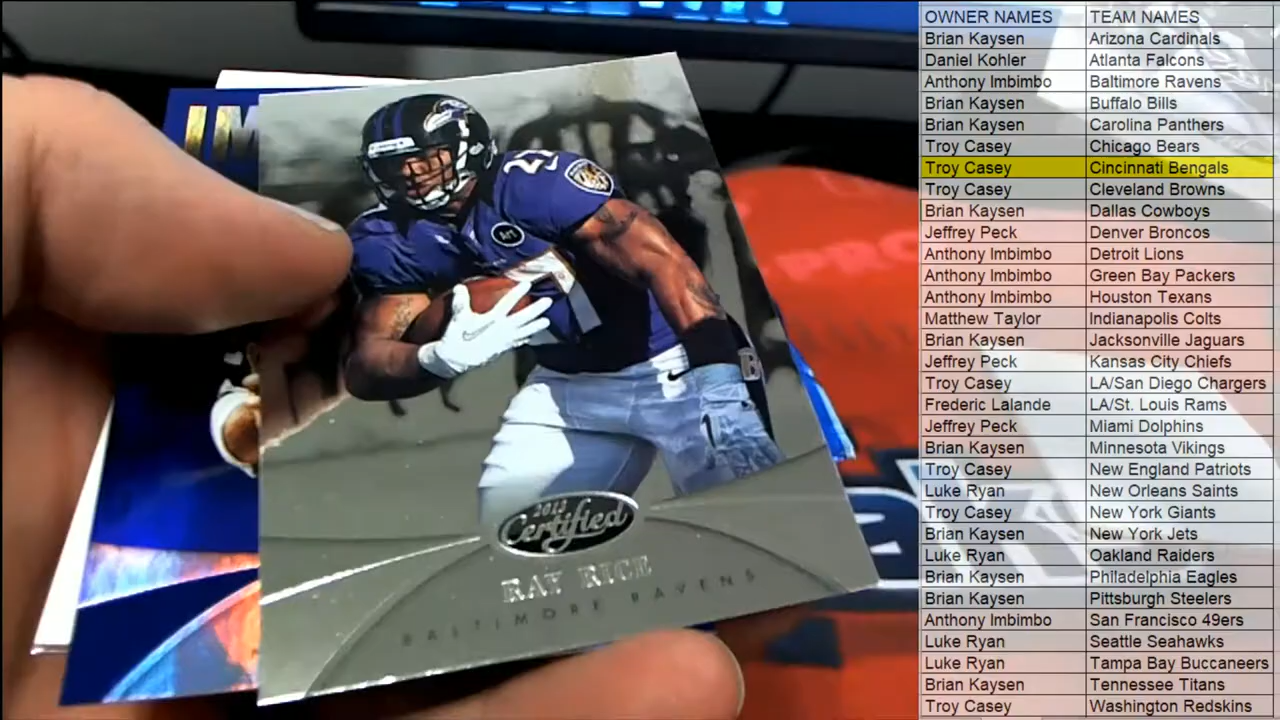 IM
27
Art
7
B
2013
Certified
RAY RICE
BALTIMORE RAVENS
PRO
OWNER NAMES TEAM NAMES
Brian Kaysen Arizona Cardinals
Daniel Kohler Atlanta Falcons
Anthony Imbimbo Baltimore Ravens
Brian Kaysen Buffalo Bills
Brian Kaysen Carolina Panthers
Troy Casey Chicago Bears
Troy Casey Cincinnati Bengals
Troy Casey Cleveland Browns
Brian Kaysen Dallas Cowboys
Jeffrey Peck Denver Broncos
Anthony Imbimbo Detroit Lions
Anthony Imbimbo Green Bay Packers
Anthony Imbimbo Houston Texans
Matthew Taylor Indianapolis Colts
Brian Kaysen Jacksonville Jaguars
Jeffrey Peck Kansas City Chiefs
Troy Casey LA/San Diego Chargers
Frederic Lalande LA/St. Louis Rams
Jeffrey Peck Miami Dolphins
Brian Kaysen Minnesota Vikings
Troy Casey New England Patriots
Luke Ryan New Orleans Saints
Troy Casey New York Giants
Brian Kaysen New York Jets
Luke Ryan Oakland Raiders
Brian Kaysen Philadelphia Eagles
Brian Kaysen Pittsburgh Steelers
Anthony Imbimbo San Francisco 49ers
Luke Ryan Seattle Seahawks
Luke Ryan Tampa Bay Buccaneers
Brian Kaysen Tennessee Titans
Troy Casey Washington Redskins